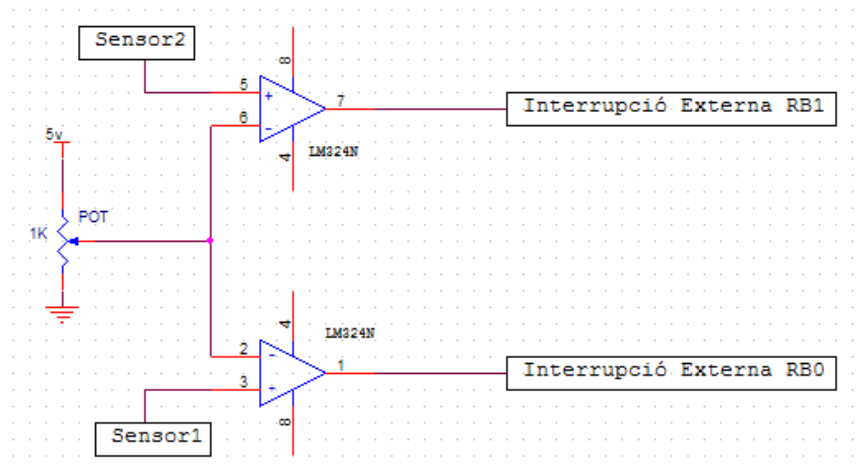 Sensor2
8
5
+
7
Interrupció Externa RB1
6
-
4
LM324N
5v
POT
1K
4
LM324N
2
-
1
Interrupció Externa RB0
3
+
8
Sensor1